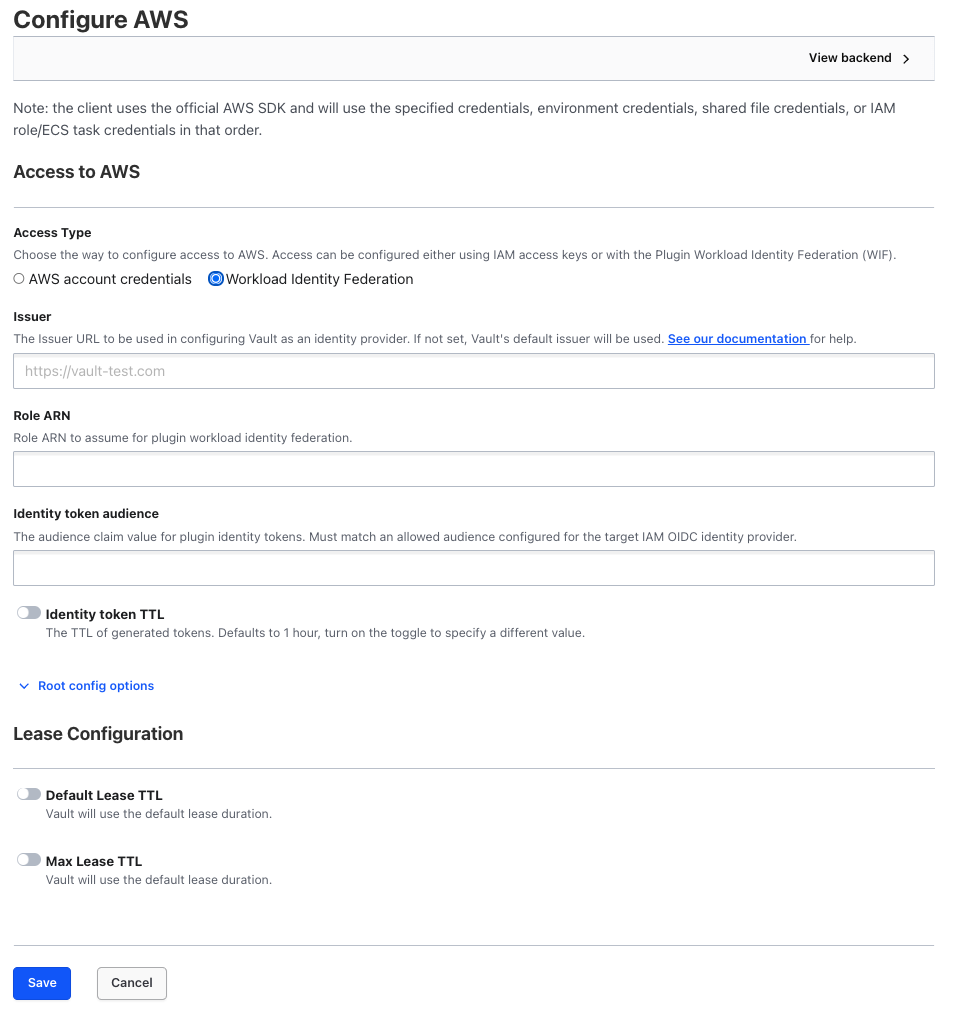 Configure AWS
View backend
Note: the client uses the official AWS SDK and will use the specified credentials, environment credentials, shared file credentials, or IAM
role/ECS task credentials in that order.
Access to AWS
Access Type
Choose the way to configure access to AWS. Access can be configured either using IAM access keys or with the Plugin Workload Identity Federation (WIF).
AWS account credentials Workload Identity Federation
Issuer
The Issuer URL to be used in configuring Vault as an identity provider. If not set, Vault's default issuer will be used. See our documentation for help.
https://vault-test.com
Role ARN
Role ARN to assume for plugin workload identity federation.
Identity token audience
The audience claim value for plugin identity tokens. Must match an allowed audience configured for the target IAM OIDC identity provider.
Identity token TTL
The TTL of generated tokens. Defaults to 1 hour, turn on the toggle to specify a different value.
Root config options
Lease Configuration
Default Lease TTL
Vault will use the default lease duration.
Max Lease TTL
Vault will use the default lease duration.
Save Cancel